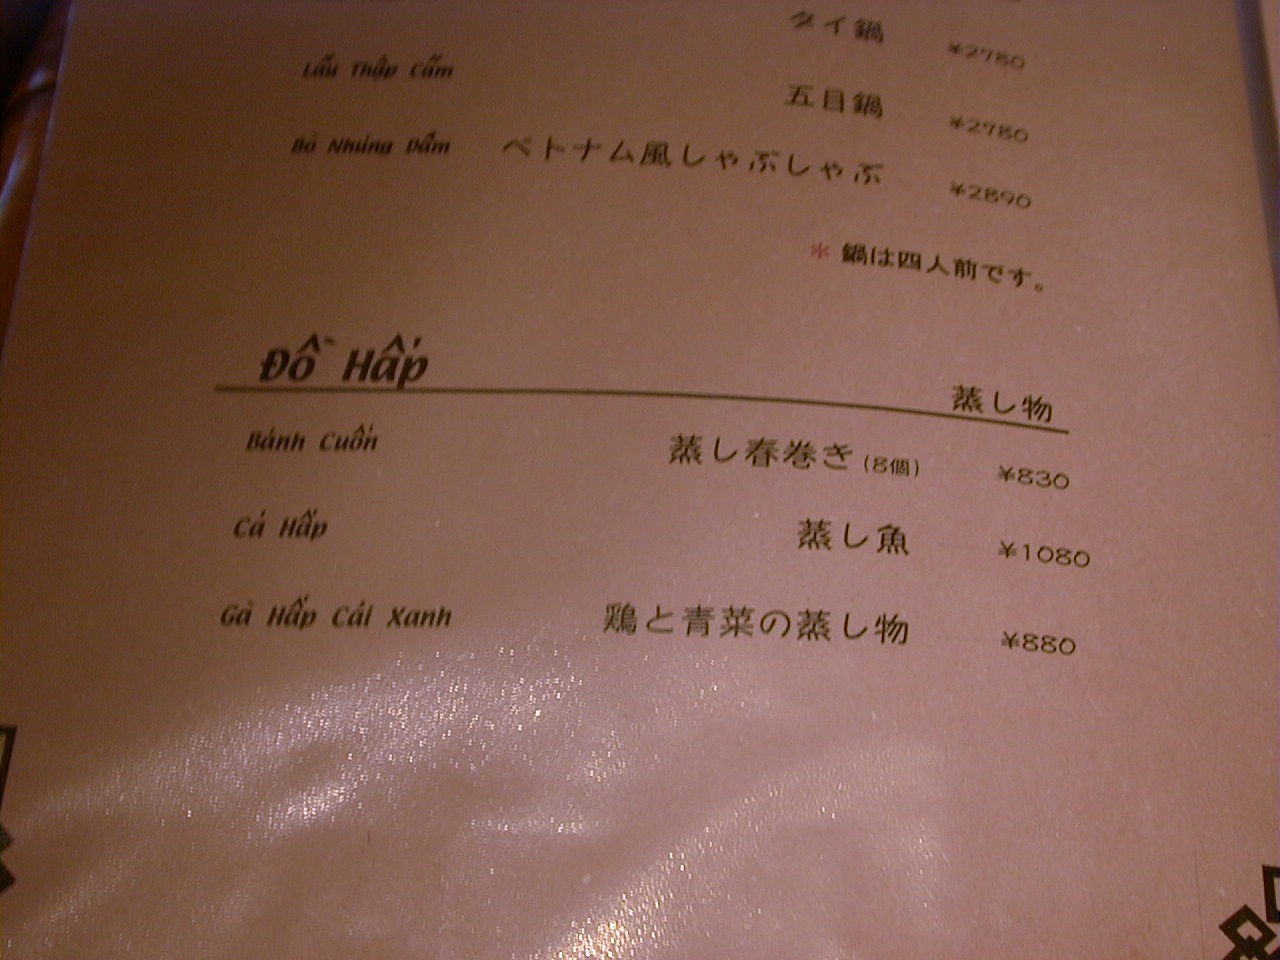 タイ鍋 ¥2780
Lẩu Thập Cẩm 五目鍋 ¥2780
Bò Nhúng Dấm ベトナム風しゃぶしゃぶ ¥2890
* 鍋は四人前です。
Đồ Hấp 蒸し物
Bánh Cuốn 蒸し春巻き (8個) ¥830
Cá Hấp 蒸し魚 ¥1080
Gà Hấp Cải Xanh 鶏と青菜の蒸し物 ¥880